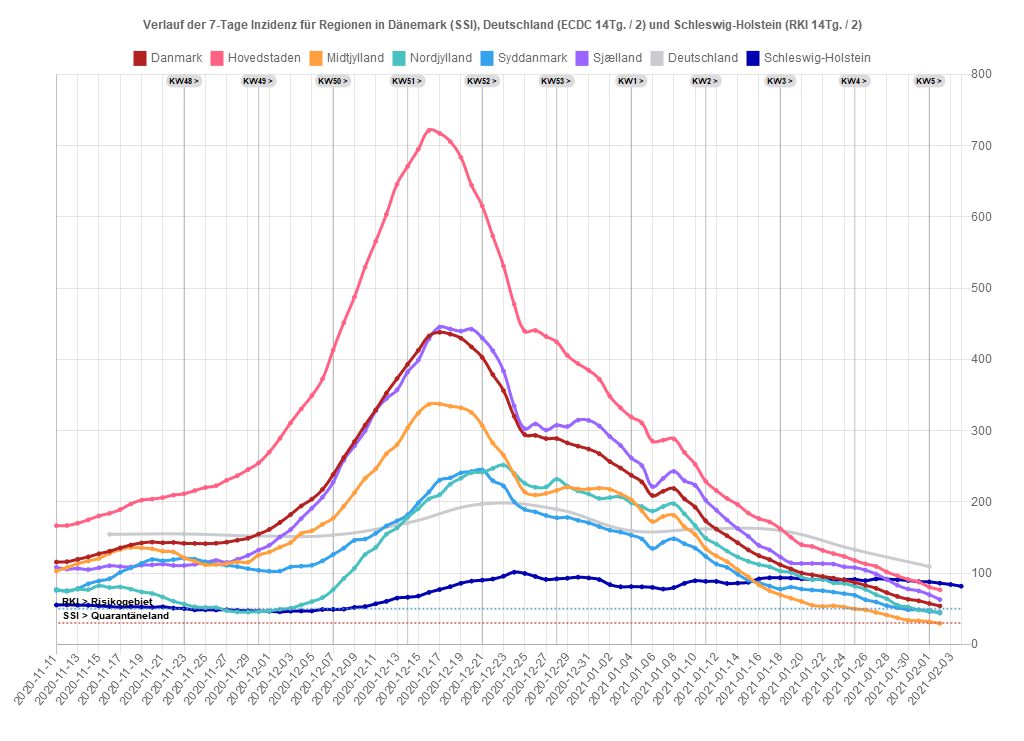 Verlauf der 7-Tage Inzidenz für Regionen in Dänemark (SSI), Deutschland (ECDC 14Tg. / 2) und Schleswig-Holstein (RKI 14Tg. / 2)
Danmark Hovedstaden Midtjylland Nordjylland Syddanmark Sjælland Deutschland Schleswig-Holstein
KW48 > KW49 > KW50 > KW51 > KW52 > KW53 > KW1 > KW2 > KW3 > KW4 > KW5 >
800
700
600
500
400
300
200
100
0
RKI > Risikogebiet
SSI > Quarantäneland
2020-11-11 2020-11-13 2020-11-15 2020-11-17 2020-11-19 2020-11-21 2020-11-23 2020-11-25 2020-11-27 2020-11-29 2020-12-01 2020-12-03 2020-12-05 2020-12-07 2020-12-09 2020-12-11 2020-12-13 2020-12-15 2020-12-17 2020-12-19 2020-12-21 2020-12-23 2020-12-25 2020-12-27 2020-12-29 2020-12-31 2021-01-02 2021-01-04 2021-01-06 2021-01-08 2021-01-10 2021-01-12 2021-01-14 2021-01-16 2021-01-18 2021-01-20 2021-01-22 2021-01-24 2021-01-26 2021-01-28 2021-01-30 2021-02-01 2021-02-03